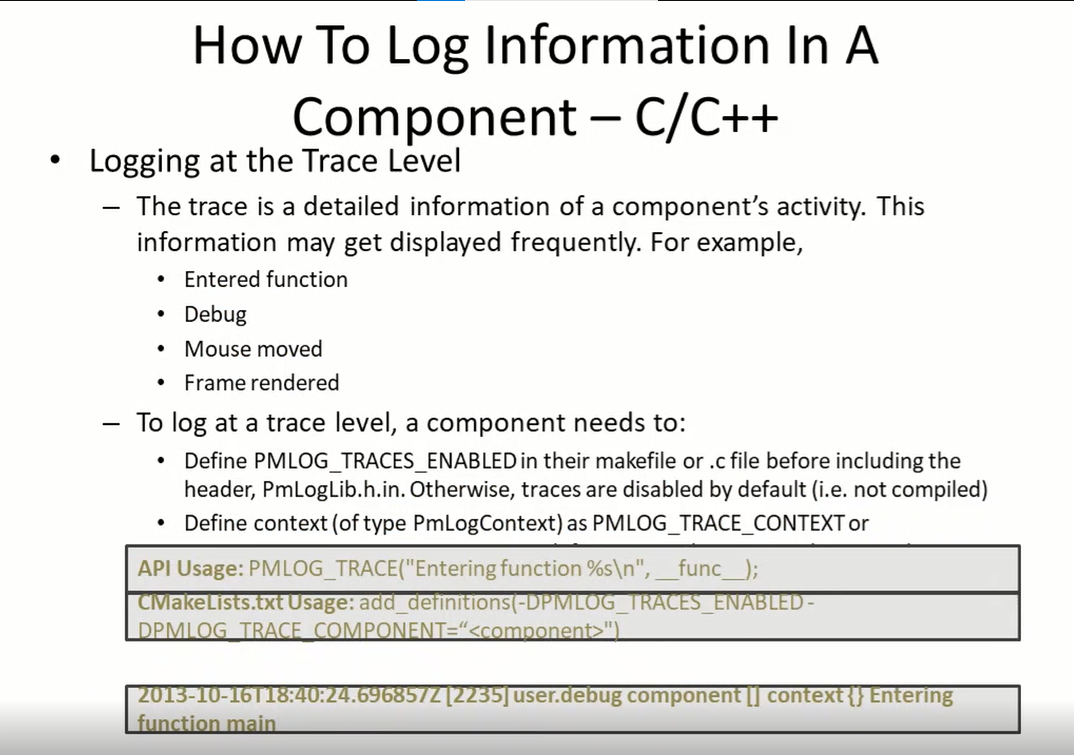 How To Log Information In A
Component – C/C++
• Logging at the Trace Level
– The trace is a detailed information of a component's activity. This
information may get displayed frequently. For example,
• Entered function
• Debug
• Mouse moved
• Frame rendered
– To log at a trace level, a component needs to:
• Define PMLOG_TRACES_ENABLED in their makefile or .c file before including the
header, PmLogLib.h.in. Otherwise, traces are disabled by default (i.e. not compiled)
• Define context (of type PmLogContext) as PMLOG_TRACE_CONTEXT or
API Usage: PMLOG_TRACE("Entering function %s\n", __func__);
CMakeLists.txt Usage: add_definitions(-DPMLOG_TRACES_ENABLED -
DPMLOG_TRACE_COMPONENT=“<component>")
2013-10-16T18:40:24.696857Z [2235] user.debug component [] context {} Entering
function main